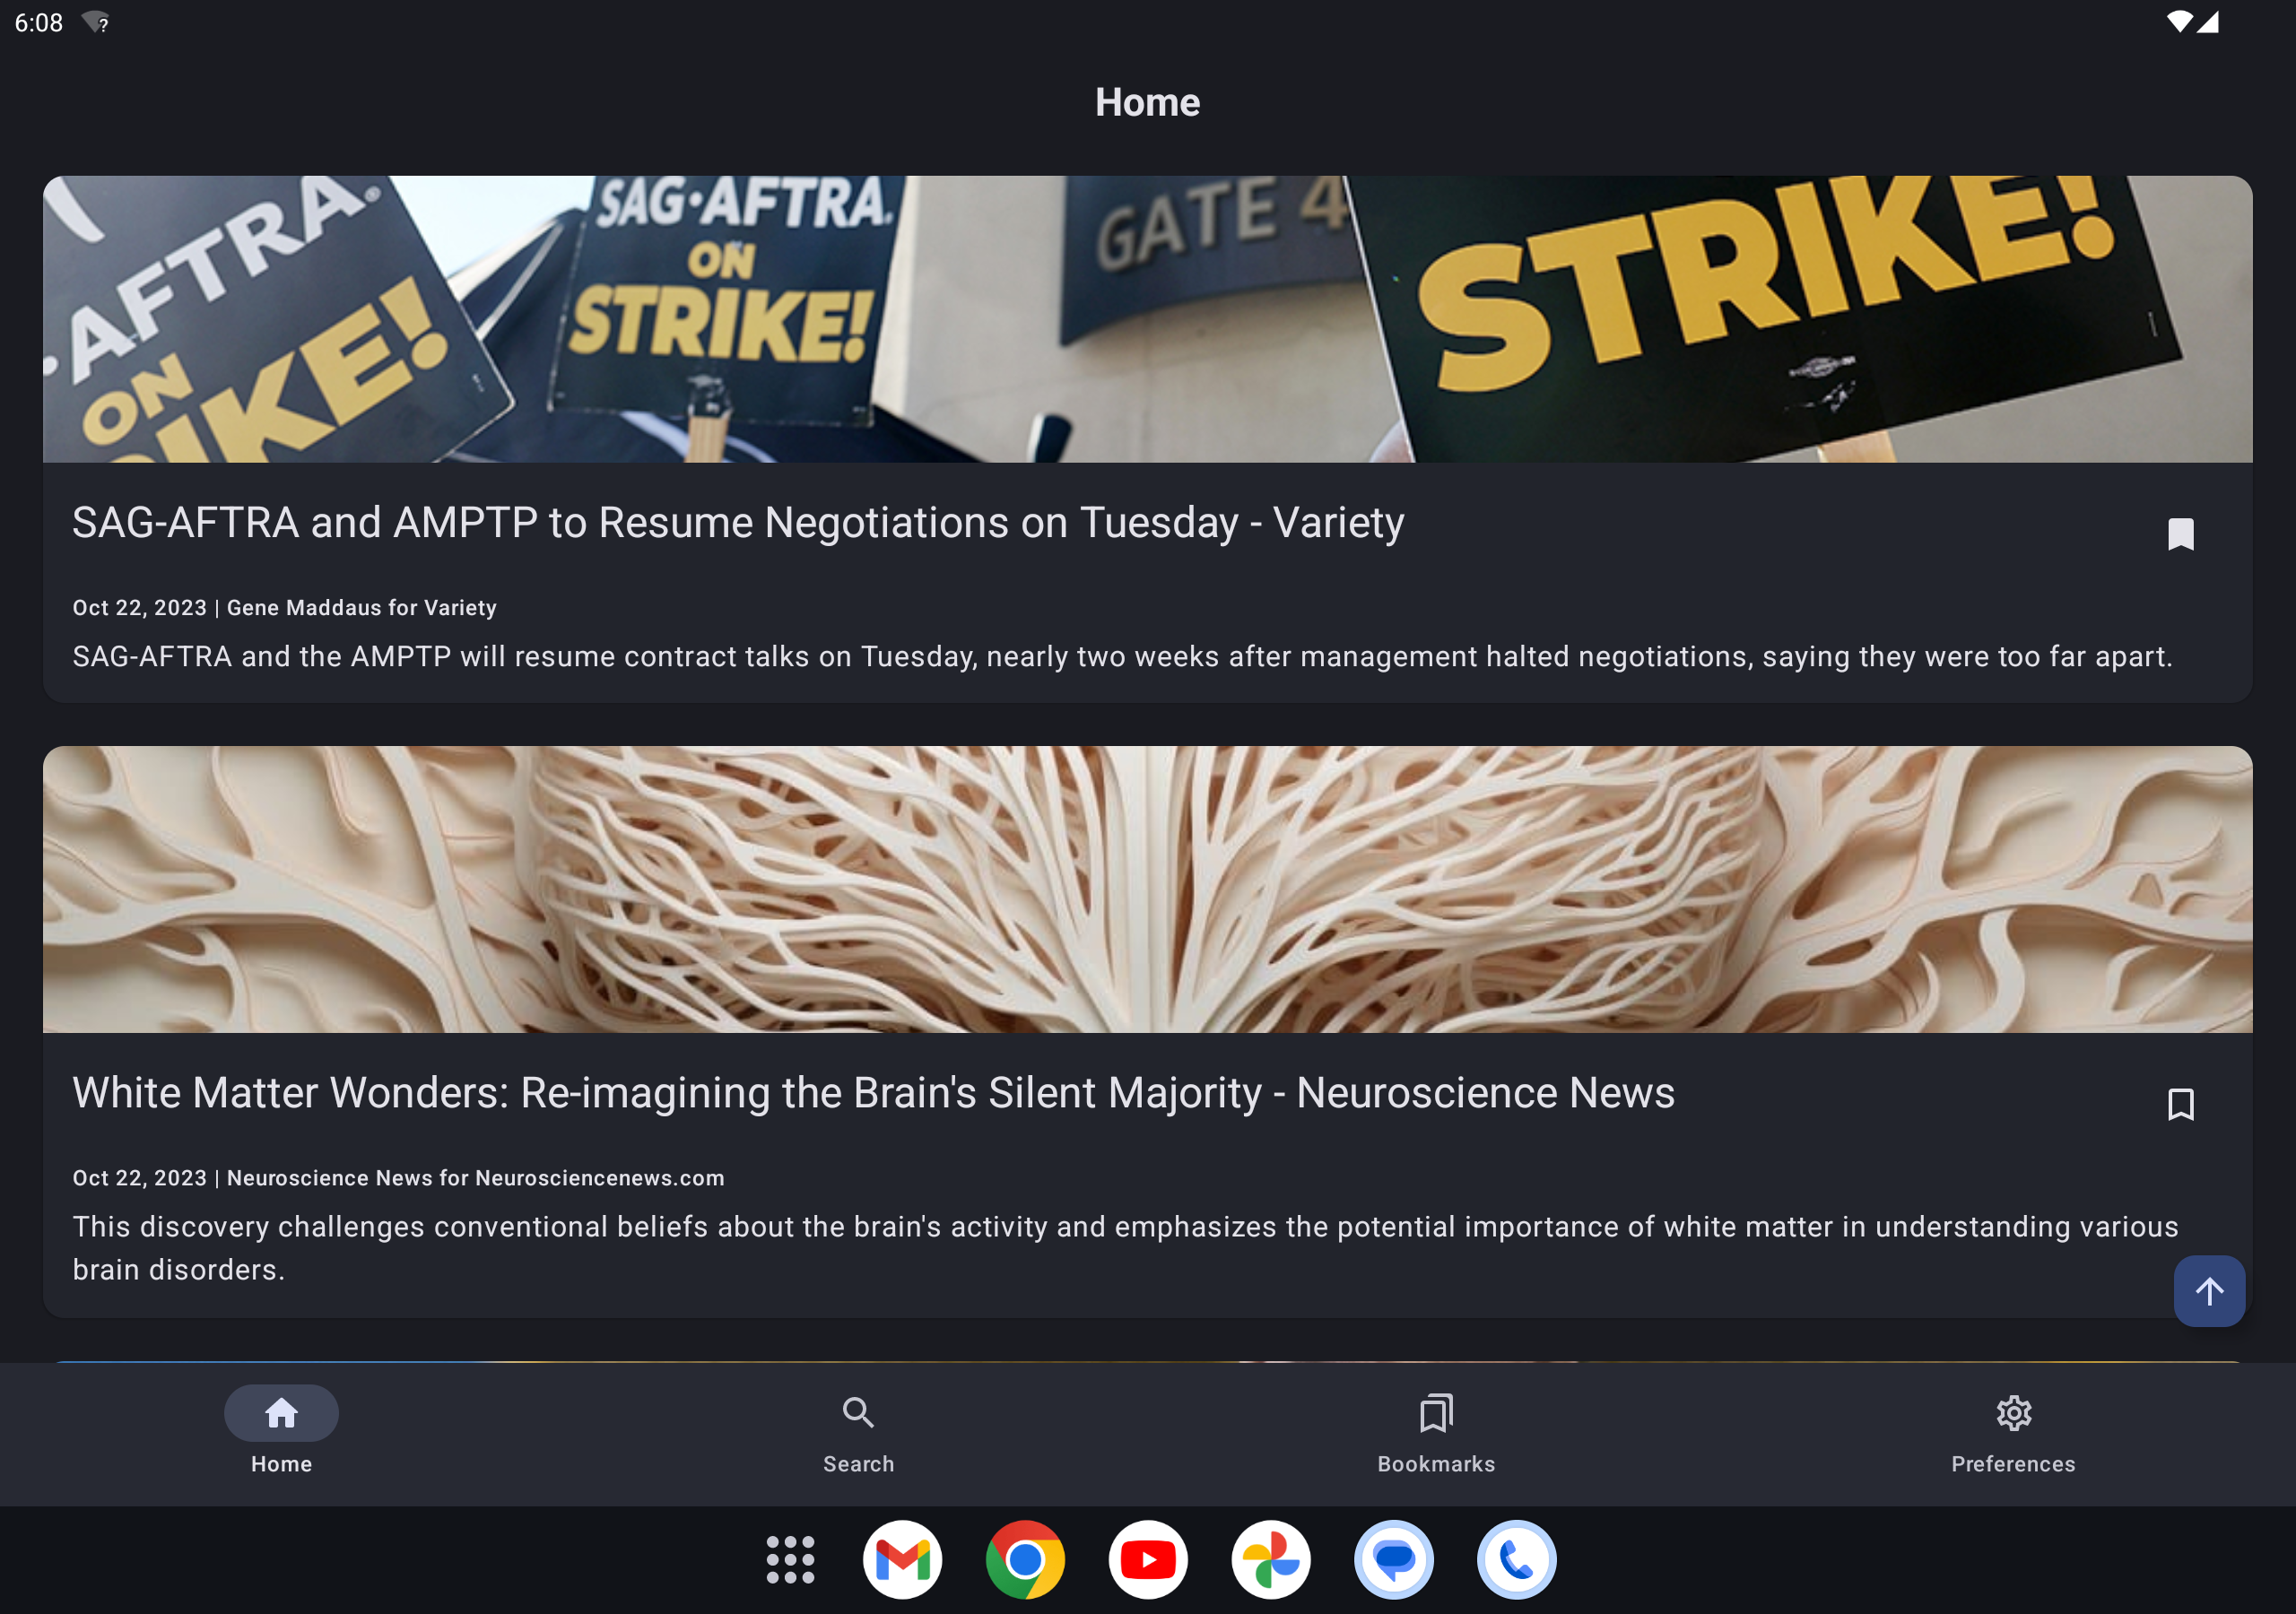 6:08
Home
AFTRA.
ON
IKE!
SAG·AFTRA.
ON
STRIKE!
GATE 4
STRIKE!
SAG-AFTRA and AMPTP to Resume Negotiations on Tuesday - Variety
Oct 22, 2023 | Gene Maddaus for Variety
SAG-AFTRA and the AMPTP will resume contract talks on Tuesday, nearly two weeks after management halted negotiations, saying they were too far apart.
White Matter Wonders: Re-imagining the Brain's Silent Majority - Neuroscience News
Oct 22, 2023 | Neuroscience News for Neurosciencenews.com
This discovery challenges conventional beliefs about the brain's activity and emphasizes the potential importance of white matter in understanding various
brain disorders.
Home
Search
Bookmarks
Preferences